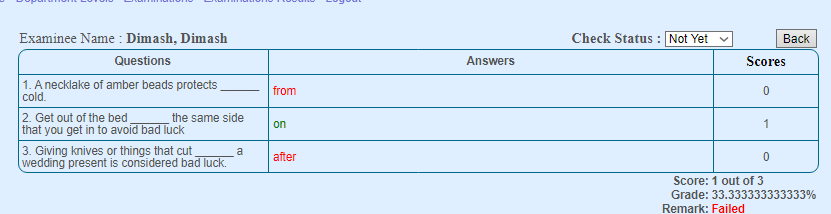 Department Levels Examinations Examinations Results Logout
Examinee Name : Dimash, Dimash Check Status : Not Yet Back
Questions Answers Scores
1. A necklake of amber beads protects ______ from 0
cold.
2. Get out of the bed ______ the same side on 1
that you get in to avoid bad luck
3. Giving knives or things that cut ______ a after 0
wedding present is considered bad luck.
Score: 1 out of 3
Grade: 33.333333333333%
Remark: Failed